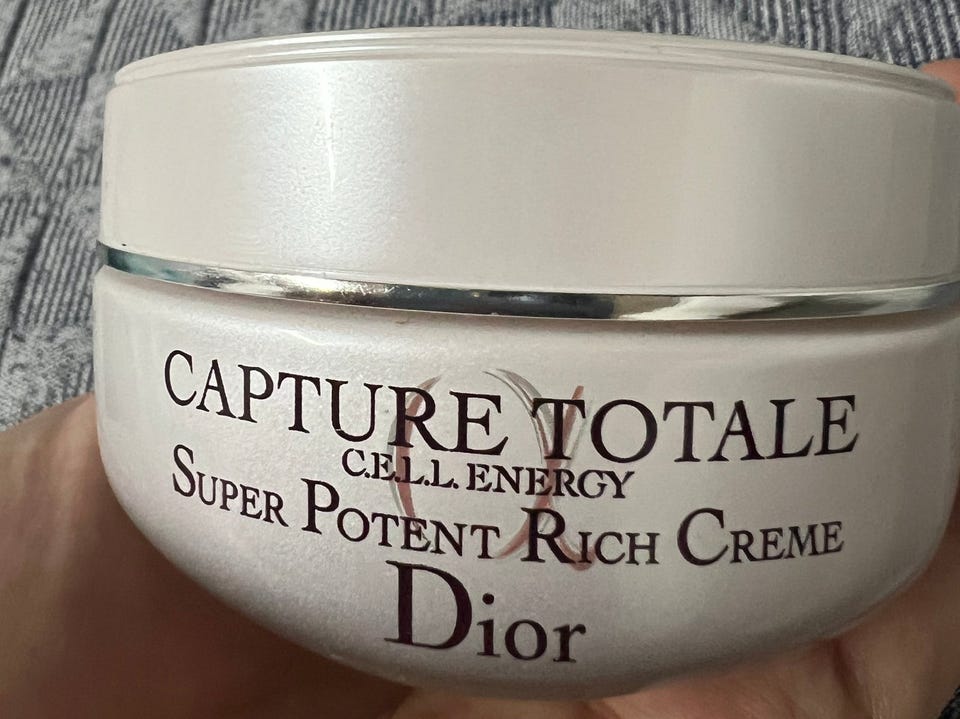 CAPTURE TOTALE
C.E.L.L. ENERGY
SUPER POTENT RICH CREME
Dior